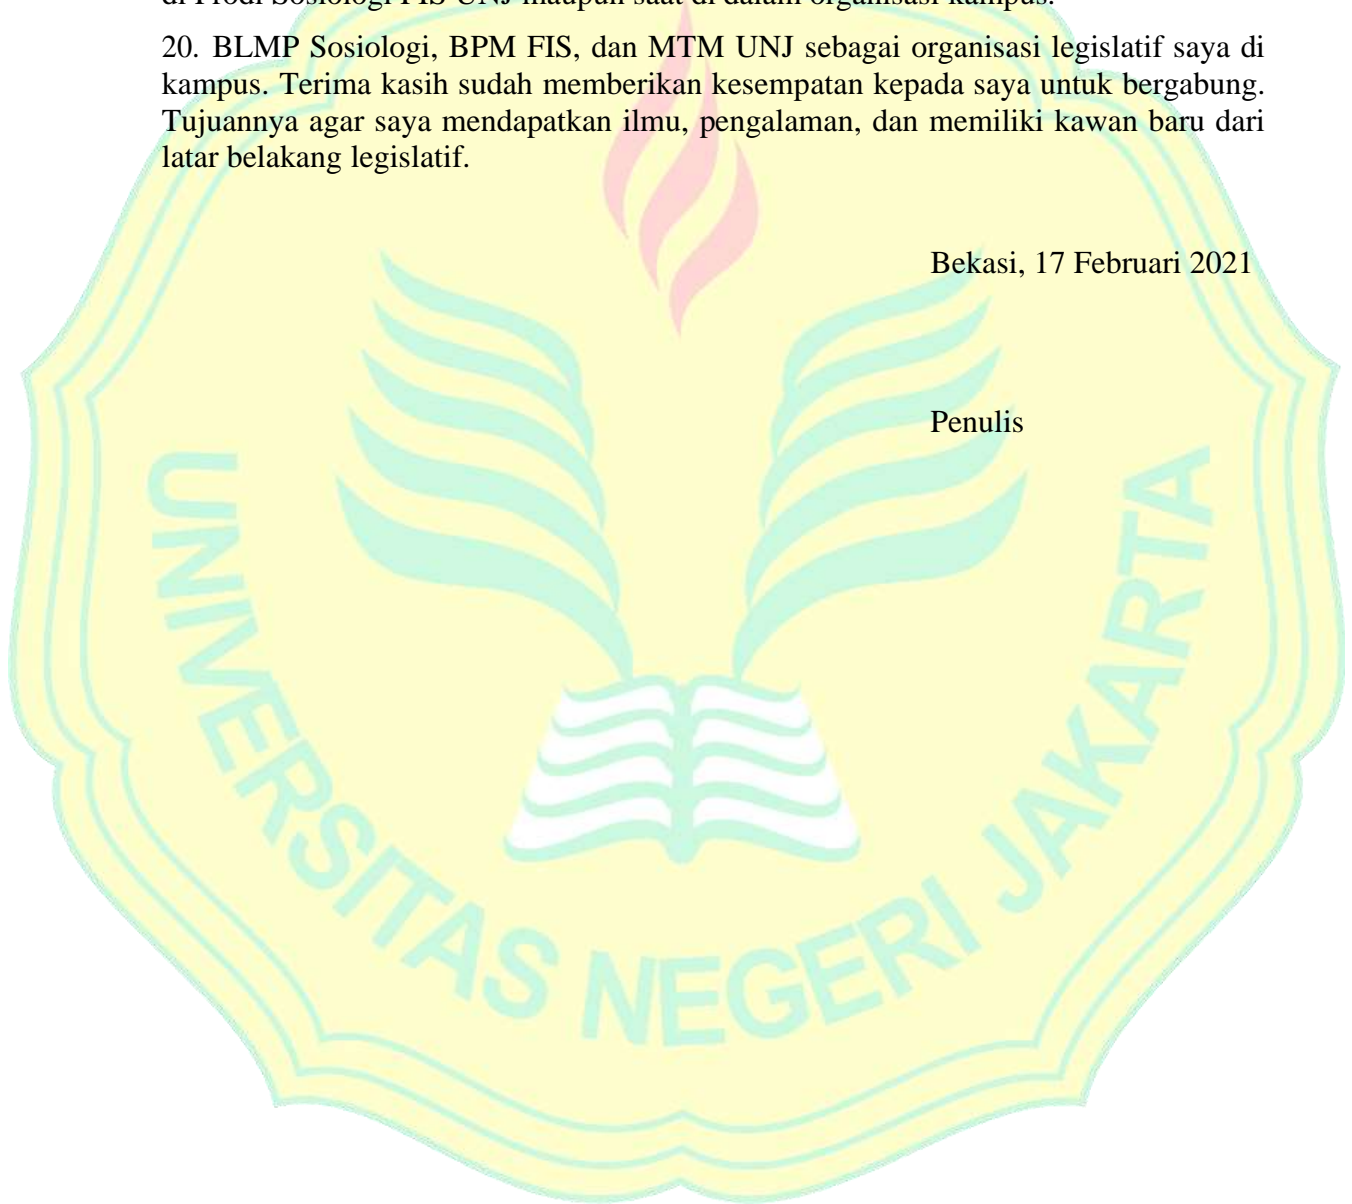 di Prodi Sosiologi FIS UNJ maupun saat di dalam organisasi kampus.
20. BLMP Sosiologi, BPM FIS, dan MTM UNJ sebagai organisasi legislatif saya di
kampus. Terima kasih sudah memberikan kesempatan kepada saya untuk bergabung.
Tujuannya agar saya mendapatkan ilmu, pengalaman, dan memiliki kawan baru dari
latar belakang legislatif.
Bekasi, 17 Februari 2021
Penulis
UNIVERSITAS NEGERI JAKARTA